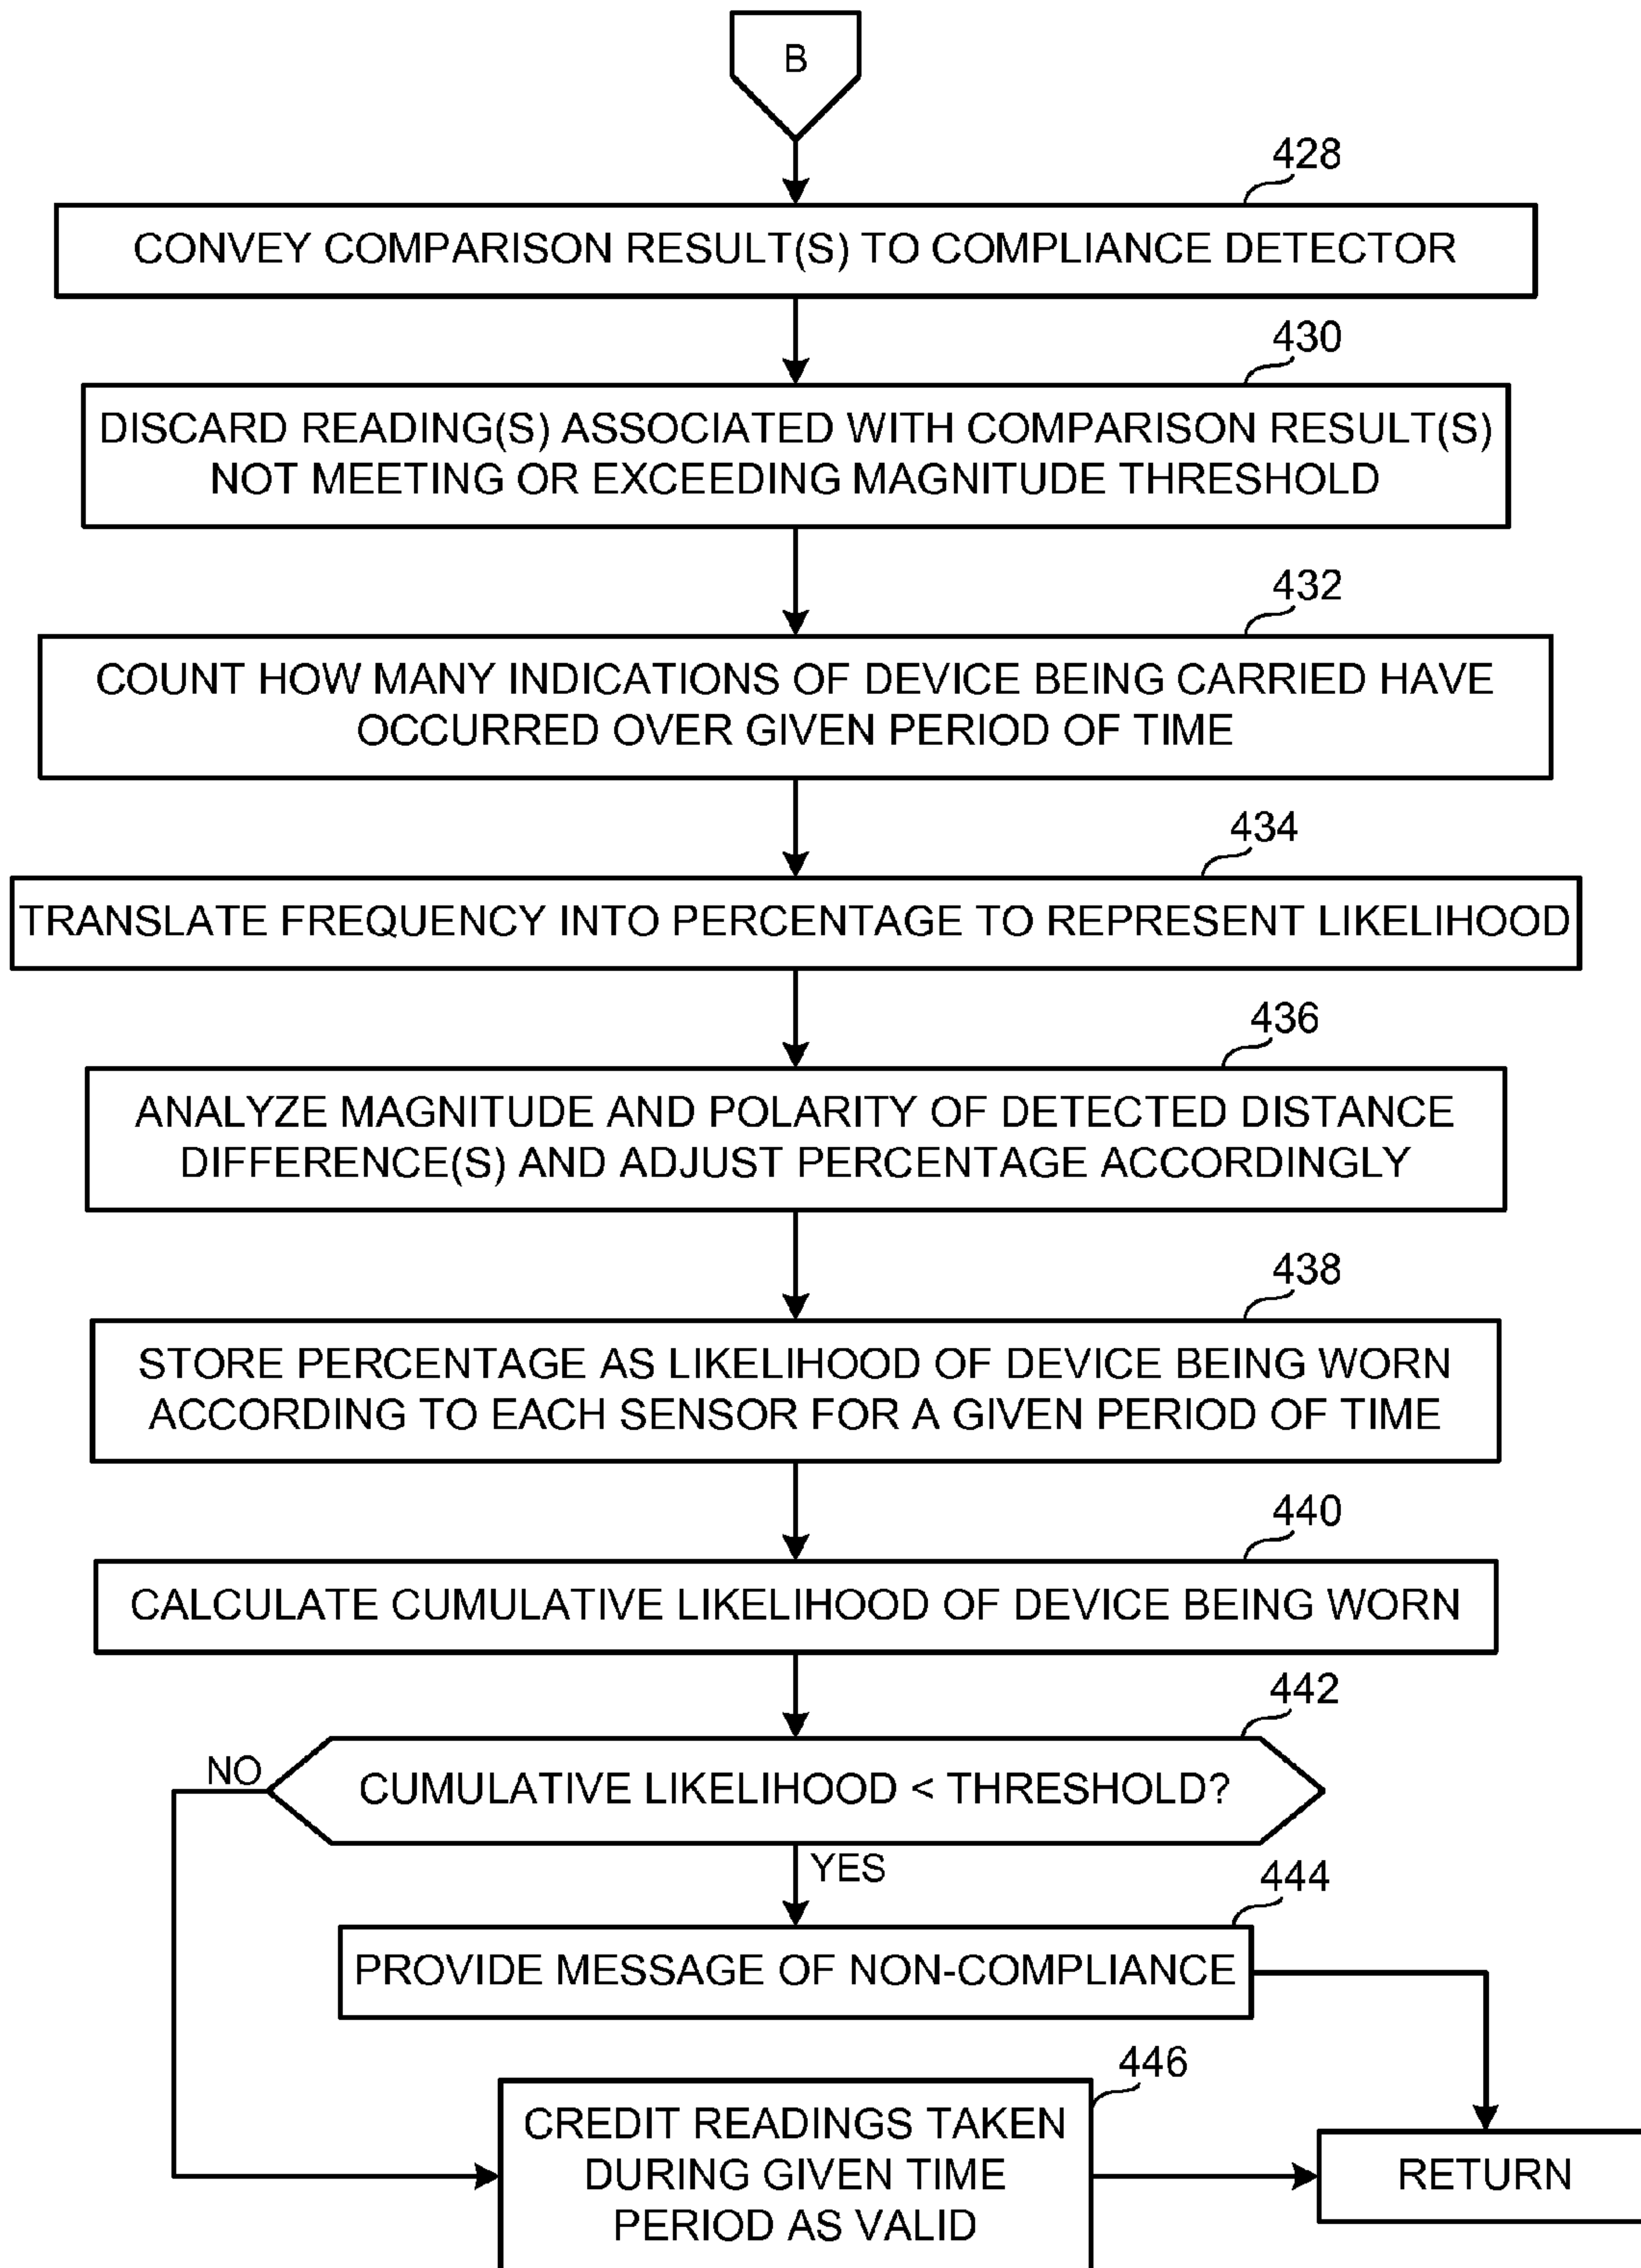 B
428
CONVEY COMPARISON RESULT(S) TO COMPLIANCE DETECTOR
430
DISCARD READING(S) ASSOCIATED WITH COMPARISON RESULT(S)
NOT MEETING OR EXCEEDING MAGNITUDE THRESHOLD
432
COUNT HOW MANY INDICATIONS OF DEVICE BEING CARRIED HAVE
OCCURRED OVER GIVEN PERIOD OF TIME
434
TRANSLATE FREQUENCY INTO PERCENTAGE TO REPRESENT LIKELIHOOD
436
ANALYZE MAGNITUDE AND POLARITY OF DETECTED DISTANCE
DIFFERENCE(S) AND ADJUST PERCENTAGE ACCORDINGLY
438
STORE PERCENTAGE AS LIKELIHOOD OF DEVICE BEING WORN
ACCORDING TO EACH SENSOR FOR A GIVEN PERIOD OF TIME
440
CALCULATE CUMULATIVE LIKELIHOOD OF DEVICE BEING WORN
442
NO
CUMULATIVE LIKELIHOOD < THRESHOLD?
YES
444
PROVIDE MESSAGE OF NON-COMPLIANCE
446
CREDIT READINGS TAKEN
DURING GIVEN TIME
PERIOD AS VALID
RETURN